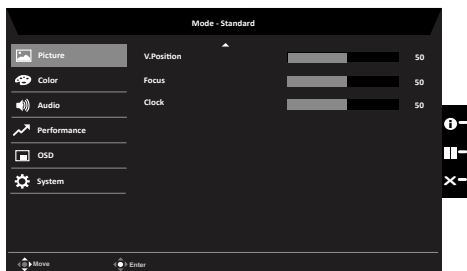 Mode - Standard
Picture
V.Position 50
Color
Focus 50
Audio
Clock 50
Performance
OSD
System
Move Enter